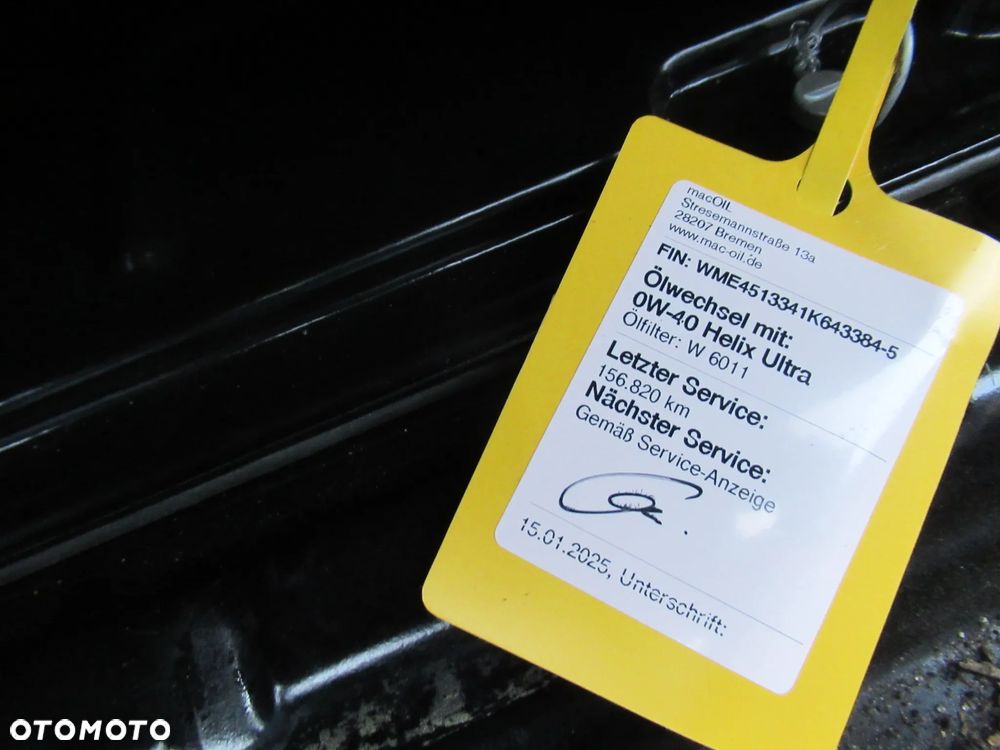 macOIL
Stresemannstraße 13a
28207 Bremen
www.mac-oil.de
FIN: WME4513341K643384-5
Ölwechsel mit:
0W-40 Helix Ultra
Ölfilter: W 6011
Letzter Service:
156.820 km
Nächster Service:
Gemäß Service-Anzeige
15.01.2025, Unterschrift:
OTOMOTO